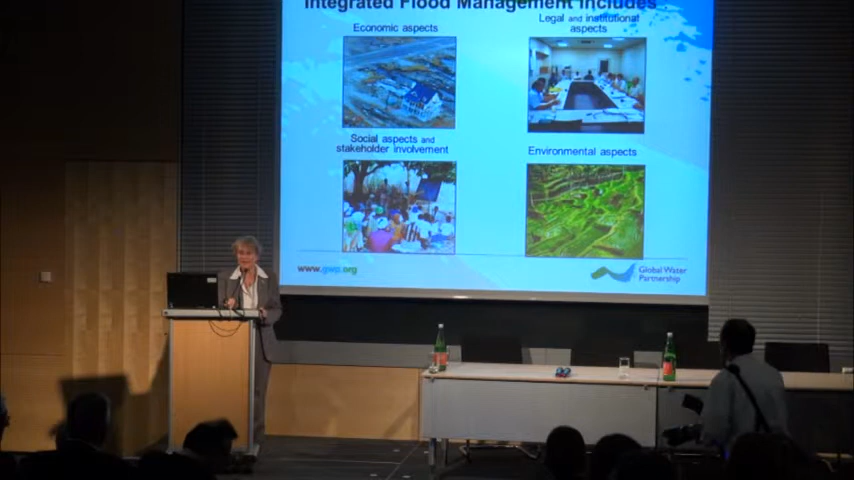 Integrated Flood Management includes
Economic aspects
Legal and institutional
aspects
Social aspects and
stakeholder involvement
Environmental aspects
www.gwp.org
Global Water
Partnership